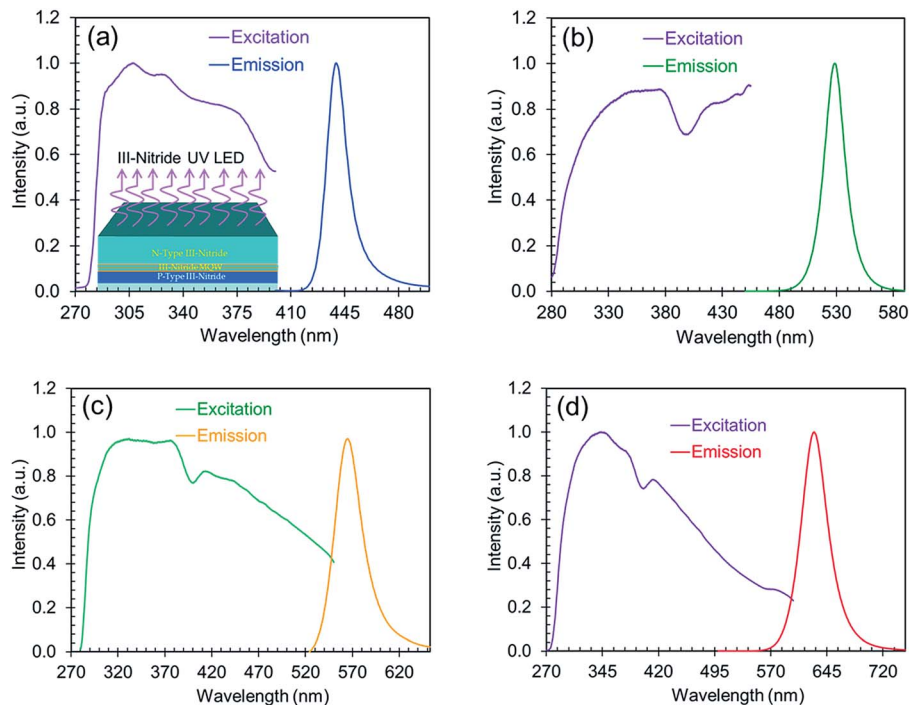 (a)
Excitation
Emission
Intensity (a.u.)
1.2
1.0
0.8
0.6
0.4
0.2
0.0
III-Nitride UV LED
N-Type III-Nitride
III-Nitride MQW
P-Type III-Nitride
270 305 340 375 410 445 480
Wavelength (nm)
(b)
Excitation
Emission
Intensity (a.u.)
1.2
1.0
0.8
0.6
0.4
0.2
0.0
280 330 380 430 480 530 580
Wavelength (nm)
(c)
Excitation
Emission
Intensity (a.u.)
1.2
1.0
0.8
0.6
0.4
0.2
0.0
270 320 370 420 470 520 570 620
Wavelength (nm)
(d)
Excitation
Emission
Intensity (a.u.)
1.2
1.0
0.8
0.6
0.4
0.2
0.0
270 345 420 495 570 645 720
Wavelength (nm)